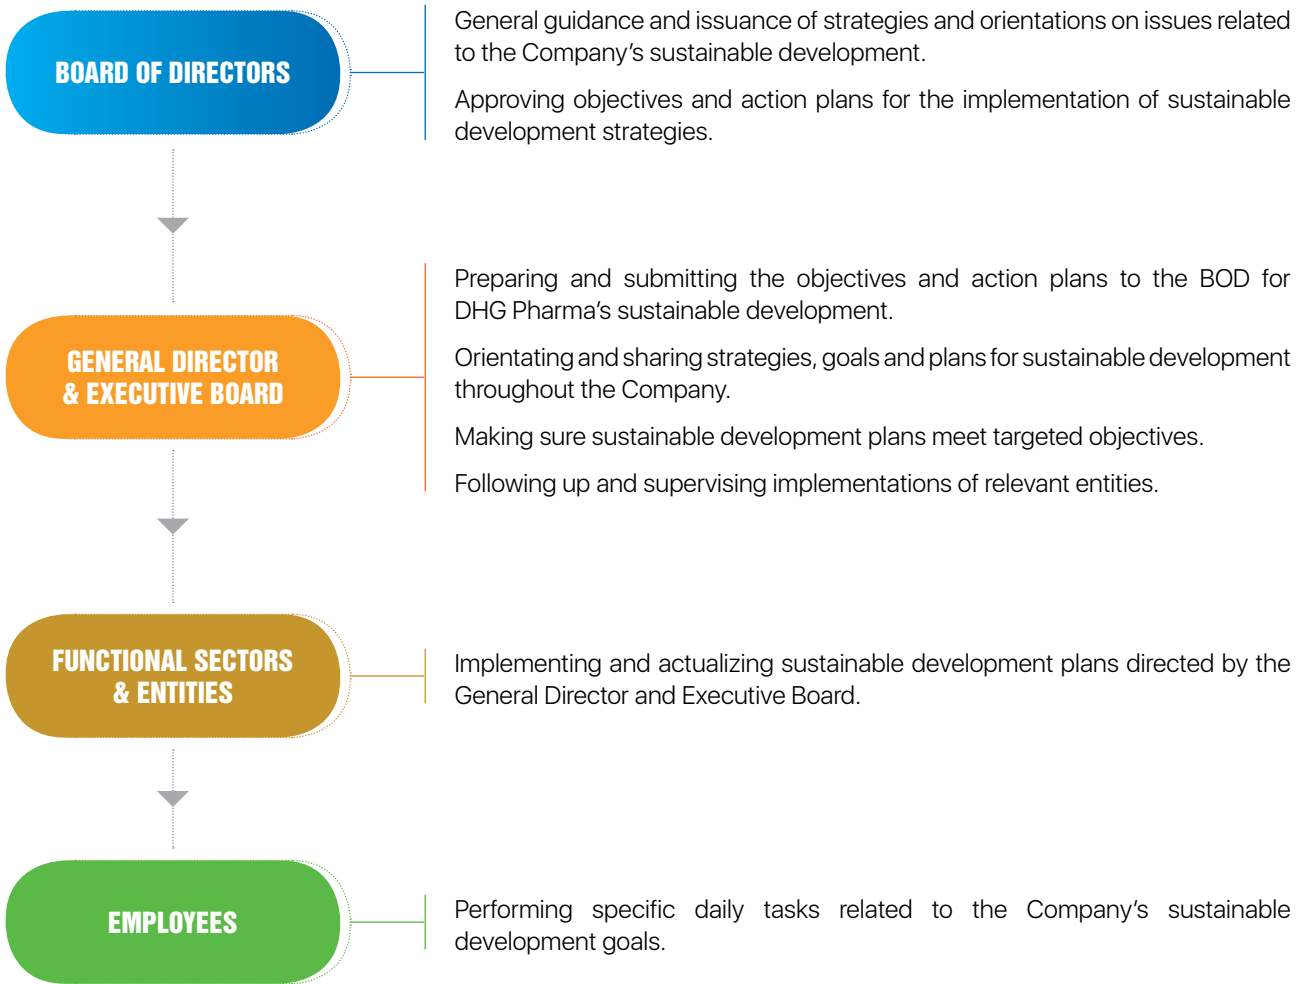 BOARD OF DIRECTORS
General guidance and issuance of strategies and orientations on issues related
to the Company’s sustainable development.
Approving objectives and action plans for the implementation of sustainable
development strategies.
GENERAL DIRECTOR
& EXECUTIVE BOARD
Preparing and submitting the objectives and action plans to the BOD for
DHG Pharma’s sustainable development.
Orientating and sharing strategies, goals and plans for sustainable development
throughout the Company.
Making sure sustainable development plans meet targeted objectives.
Following up and supervising implementations of relevant entities.
FUNCTIONAL SECTORS
& ENTITIES
Implementing and actualizing sustainable development plans directed by the
General Director and Executive Board.
EMPLOYEES
Performing specific daily tasks related to the Company’s sustainable
development goals.